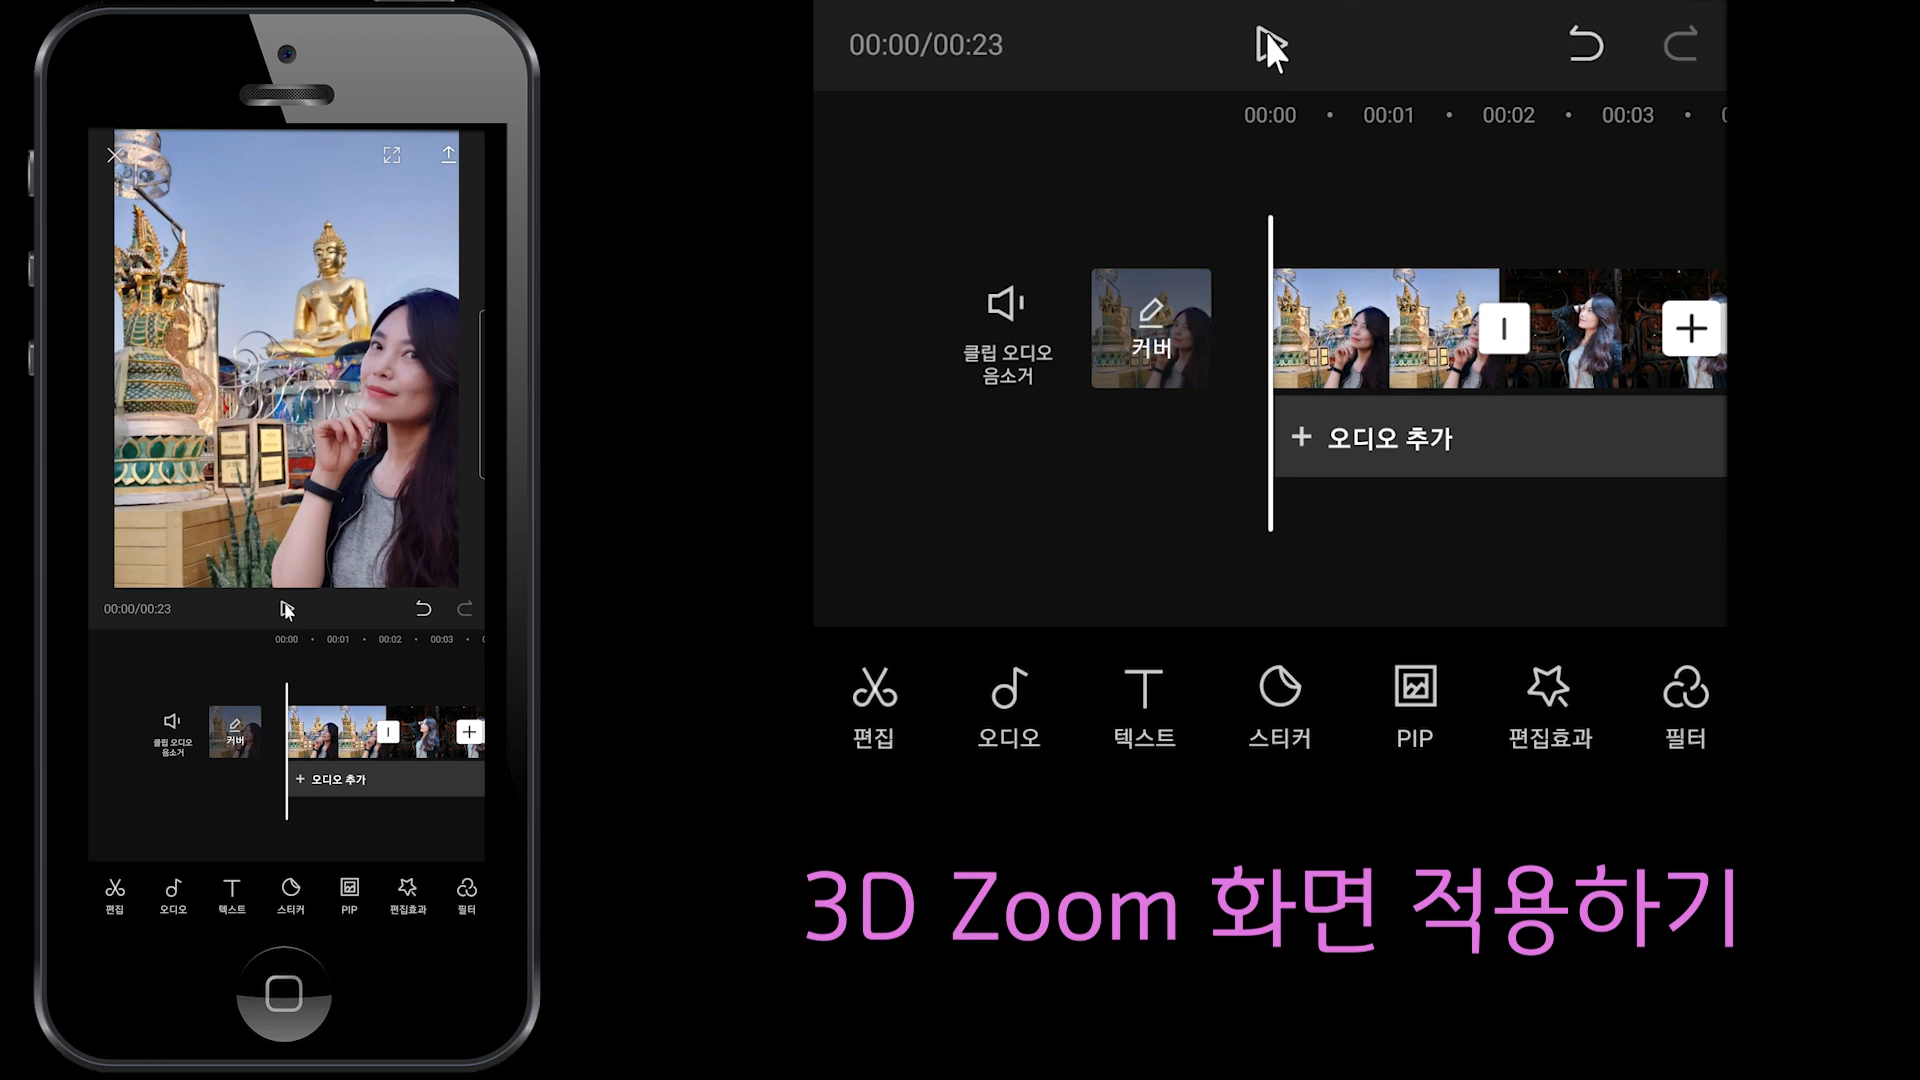 00:00/00:23
00:00 • 00:01 • 00:02 • 00:03 •
클립 오디오
음소거
커버
+ 오디오 추가
편집 오디오 텍스트 스티커 PIP 편집효과 필터
00:00/00:23
00:00 • 00:01 • 00:02 • 00:03 •
클립 오디오
음소거
커버
+ 오디오 추가
편집 오디오 텍스트 스티커 PIP 편집효과 필터
3D Zoom 화면 적용하기